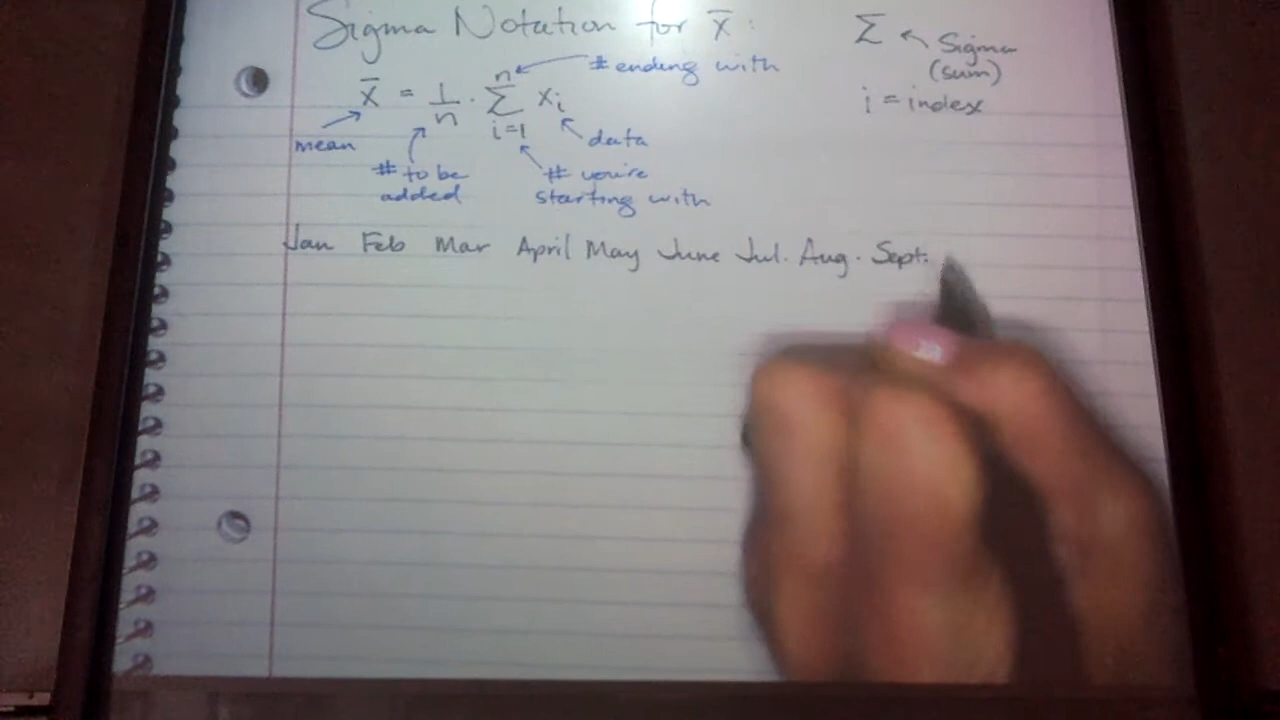 Sigma Notation for x̄ :
Σ ← Sigma
(sum)
i = index
# ending with
x̄ = 1/n · Σ xᵢ
n
i=1
mean
# to be
added
# you're
starting with
data
Jan Feb Mar April May June Jul. Aug. Sept.